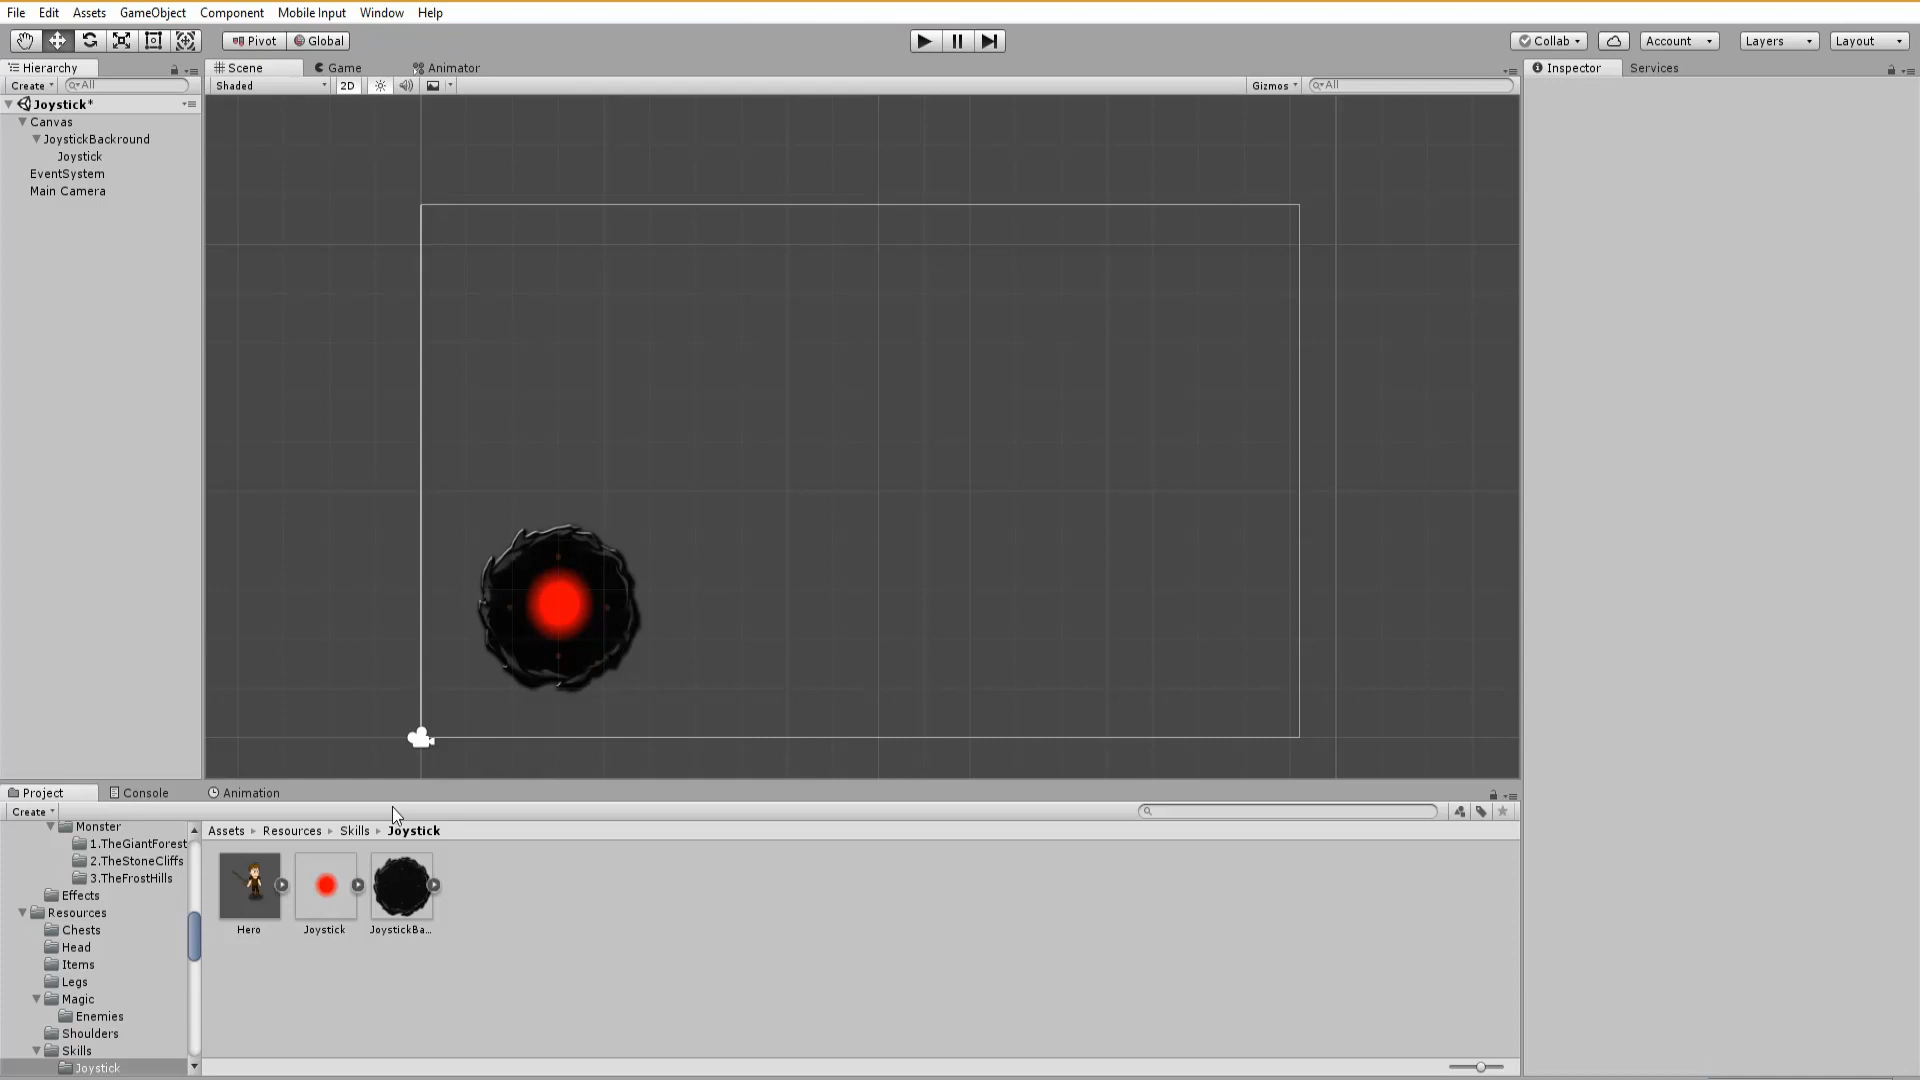 File Edit Assets GameObject Component Mobile Input Window Help
Pivot Global Collab Account Layers Layout
Hierarchy Scene Game Animator Inspector Services
Create All Shaded 2D Gizmos All
Joystick*
Canvas
JoystickBackround
Joystick
EventSystem
Main Camera
Project Console Animation
Create
Monster
1.TheGiantForest
2.TheStoneCliffs
3.TheFrostHills
Effects
Resources
Chests
Head
Items
Legs
Magic
Enemies
Shoulders
Skills
Joystick
Assets Resources Skills Joystick
Hero Joystick JoystickBa...